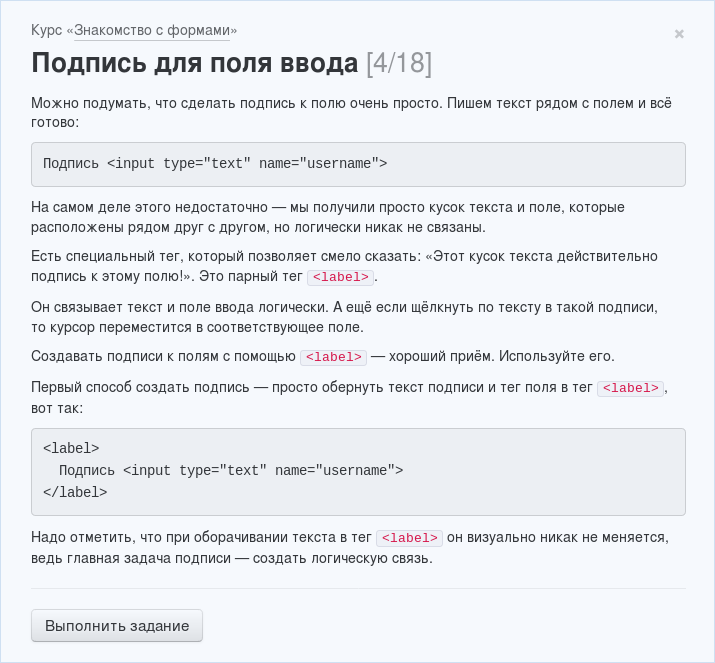 Курс «Знакомство с формами»
×
Подпись для поля ввода [4/18]
Можно подумать, что сделать подпись к полю очень просто. Пишем текст рядом с полем и всё
готово:
Подпись <input type="text" name="username">
На самом деле этого недостаточно — мы получили просто кусок текста и поле, которые
расположены рядом друг с другом, но логически никак не связаны.
Есть специальный тег, который позволяет смело сказать: «Этот кусок текста действительно
подпись к этому полю!». Это парный тег <label>.
Он связывает текст и поле ввода логически. А ещё если щёлкнуть по тексту в такой подписи,
то курсор переместится в соответствующее поле.
Создавать подписи к полям с помощью <label> — хороший приём. Используйте его.
Первый способ создать подпись — просто обернуть текст подписи и тег поля в тег <label>,
вот так:
<label>
  Подпись <input type="text" name="username">
</label>
Надо отметить, что при оборачивании текста в тег <label> он визуально никак не меняется,
ведь главная задача подписи — создать логическую связь.
Выполнить задание